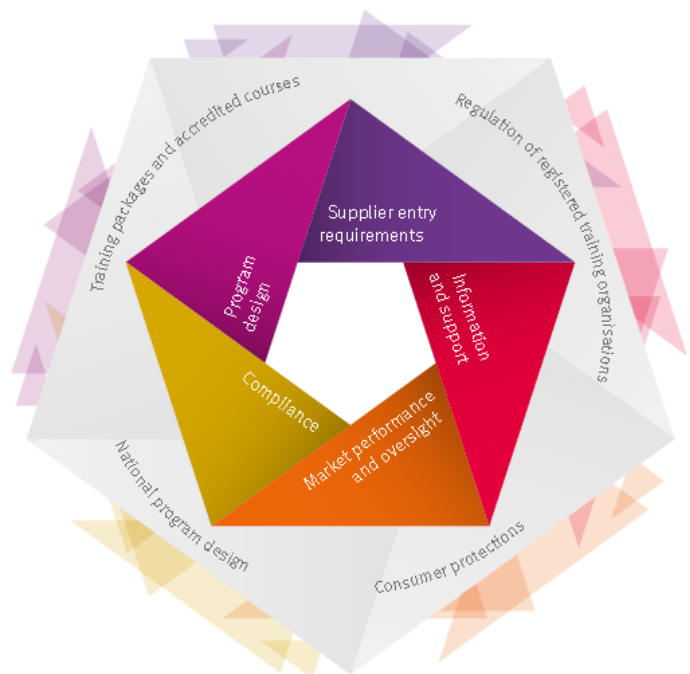 Training packages and accredited courses
Regulation of registered training organisations
Supplier entry
requirements
Program
design
Information
and support
Compliance
Market performance
and oversight
National program design
Consumer protections